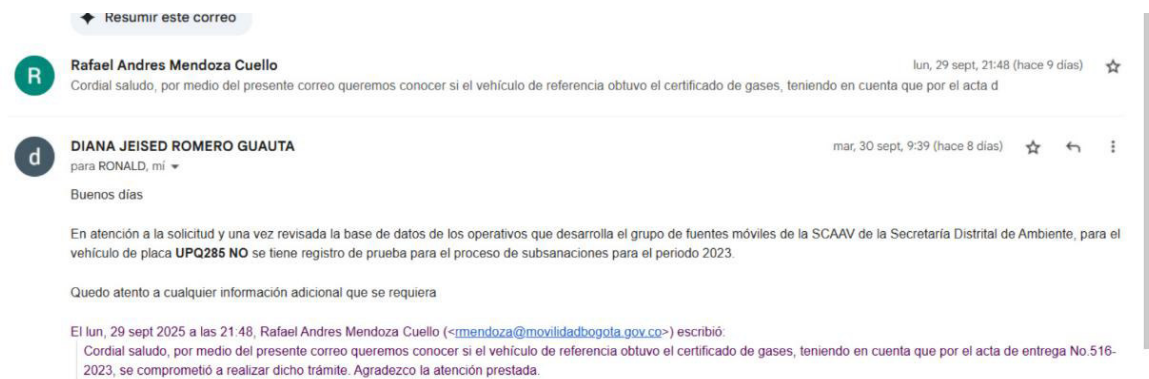 Resumir este correo
R
Rafael Andres Mendoza Cuello
lun, 29 sept, 21:48 (hace 9 días)
Cordial saludo, por medio del presente correo queremos conocer si el vehículo de referencia obtuvo el certificado de gases, teniendo en cuenta que por el acta d
d
DIANA JEISED ROMERO GUAUTA
mar, 30 sept, 9:39 (hace 8 días)
para RONALD, mí
Buenos días
En atención a la solicitud y una vez revisada la base de datos de los operativos que desarrolla el grupo de fuentes móviles de la SCAAV de la Secretaría Distrital de Ambiente, para el
vehículo de placa UPQ285 NO se tiene registro de prueba para el proceso de subsanaciones para el periodo 2023.
Quedo atento a cualquier información adicional que se requiera
El lun, 29 sept 2025 a las 21:48, Rafael Andres Mendoza Cuello (<rmendoza@movilidadbogota.gov.co>) escribió:
Cordial saludo, por medio del presente correo queremos conocer si el vehículo de referencia obtuvo el certificado de gases, teniendo en cuenta que por el acta de entrega No.516-
2023, se comprometió a realizar dicho trámite. Agradezco la atención prestada.